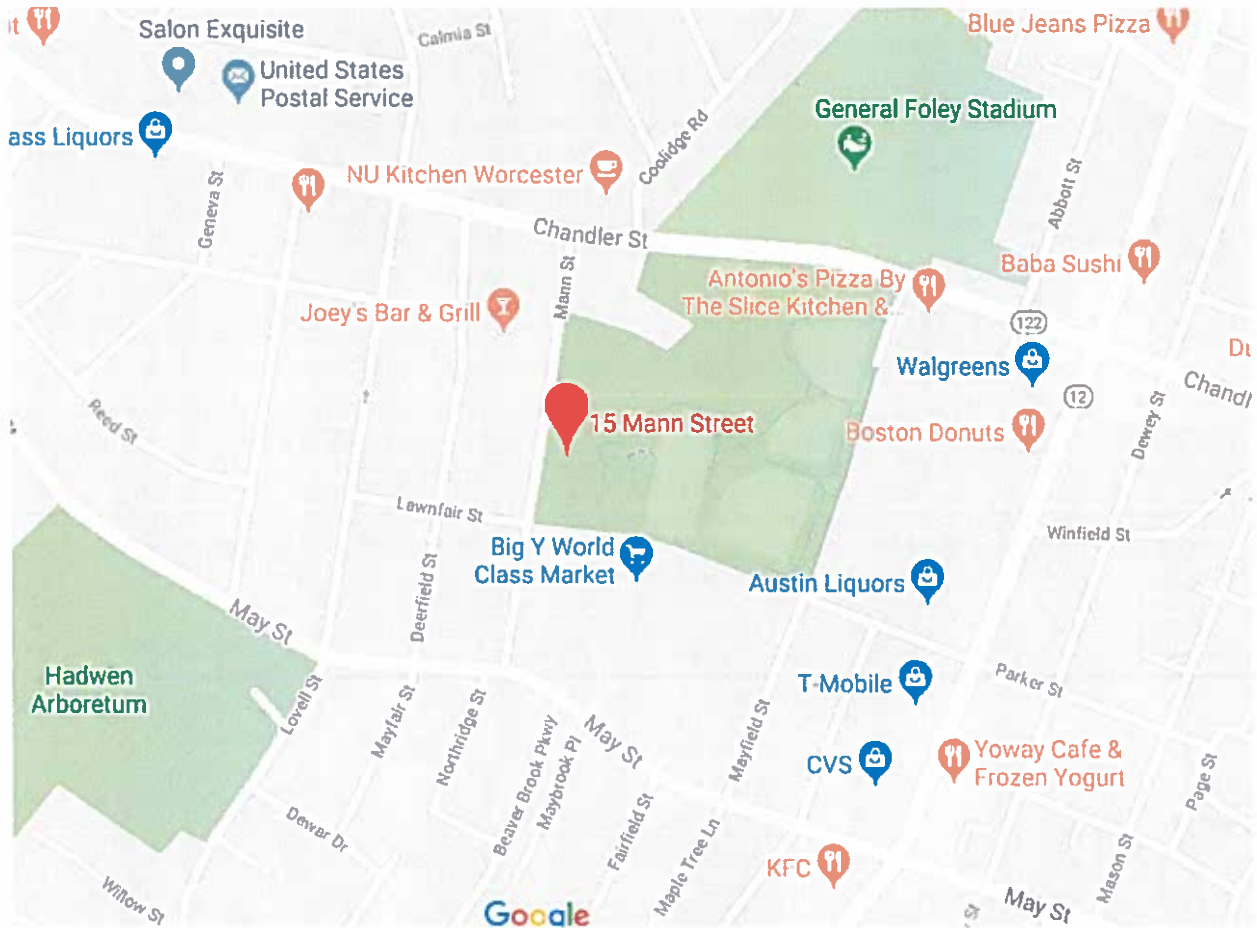 t
Salon Exquisite
Calmia St
Blue Jeans Pizza
United States
Postal Service
General Foley Stadium
ass Liquors
Coolidge Rd
NU Kitchen Worcester
Geneva St
Abbott St
Chandler St
Mann St
Baba Sushi
Antonio's Pizza By
The Slice Kitchen &...
Joey's Bar & Grill
122
Walgreens
Du
Chandl
12
Dewey St
Reed St
15 Mann Street
Boston Donuts
Lawnfair St
Winfield St
Big Y World
Class Market
Austin Liquors
Deerfield St
May St
Hadwen
Arboretum
Parker St
T-Mobile
Lovell St
Mayfair St
Northridge St
Mayfield St
May St
Beaver Brook Pkwy
Maybrook Pl
CVS
Yoway Cafe &
Frozen Yogurt
Page St
Dewar Dr
Fairfield St
Maple Tree Ln
KFC
Mason St
Willow St
Google
St
May St